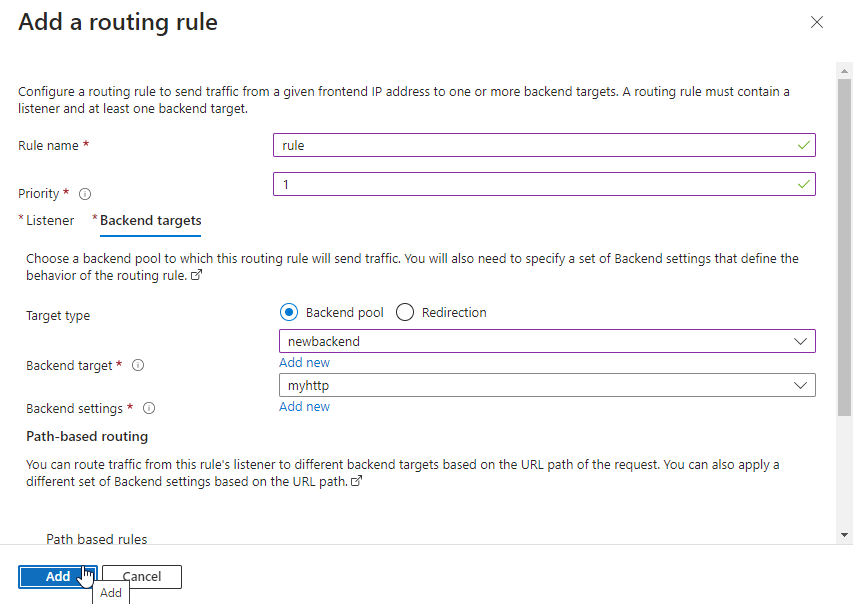 Add a routing rule
Configure a routing rule to send traffic from a given frontend IP address to one or more backend targets. A routing rule must contain a
listener and at least one backend target.
Rule name *
rule
Priority *
1
* Listener * Backend targets
Choose a backend pool to which this routing rule will send traffic. You will also need to specify a set of Backend settings that define the
behavior of the routing rule.
Target type
Backend pool Redirection
newbackend
Backend target *
Add new
myhttp
Backend settings *
Add new
Path-based routing
You can route traffic from this rule's listener to different backend targets based on the URL path of the request. You can also apply a
different set of Backend settings based on the URL path.
Path based rules
Add Cancel
Add